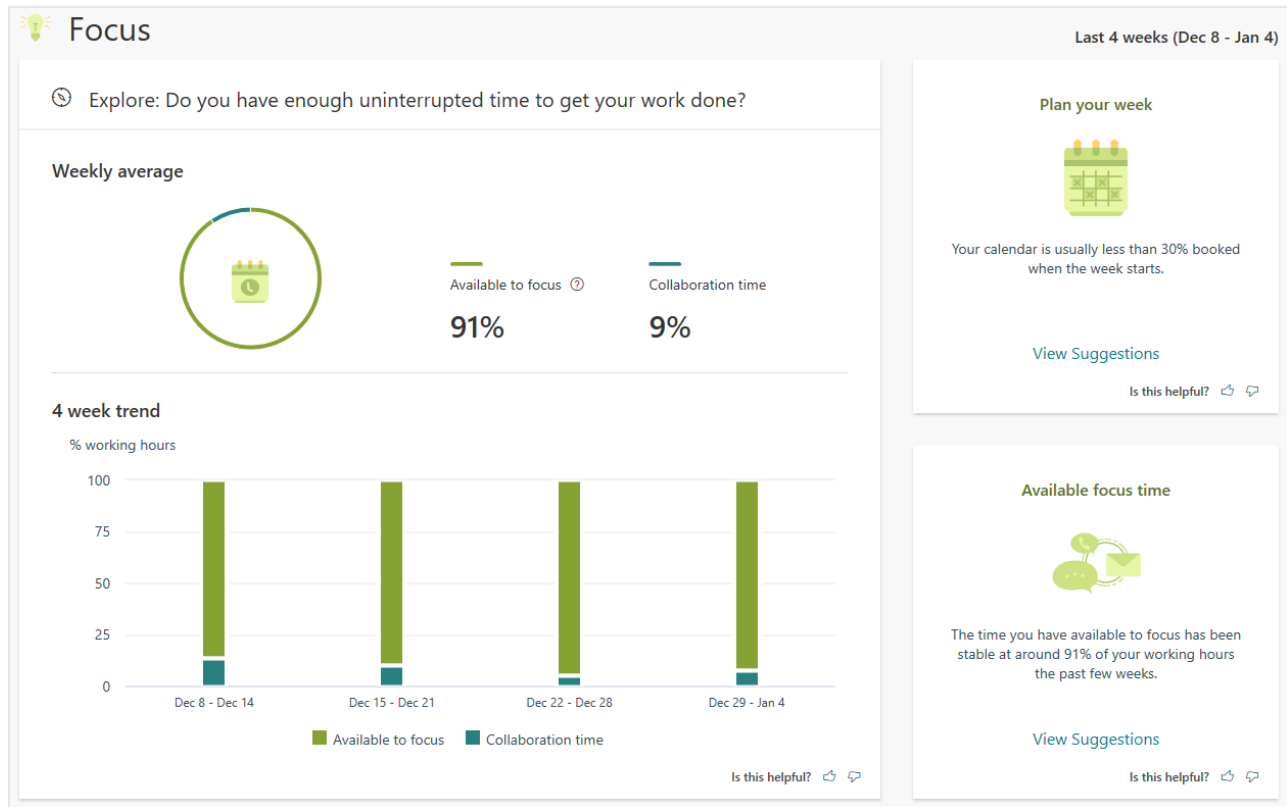 Focus
Last 4 weeks (Dec 8 - Jan 4)
Explore: Do you have enough uninterrupted time to get your work done?
Weekly average
Available to focus
Collaboration time
91%
9%
4 week trend
% working hours
100
75
50
25
0
Dec 8 - Dec 14
Dec 15 - Dec 21
Dec 22 - Dec 28
Dec 29 - Jan 4
Available to focus
Collaboration time
Is this helpful?
Plan your week
Your calendar is usually less than 30% booked
when the week starts.
View Suggestions
Is this helpful?
Available focus time
The time you have available to focus has been
stable at around 91% of your working hours
the past few weeks.
View Suggestions
Is this helpful?